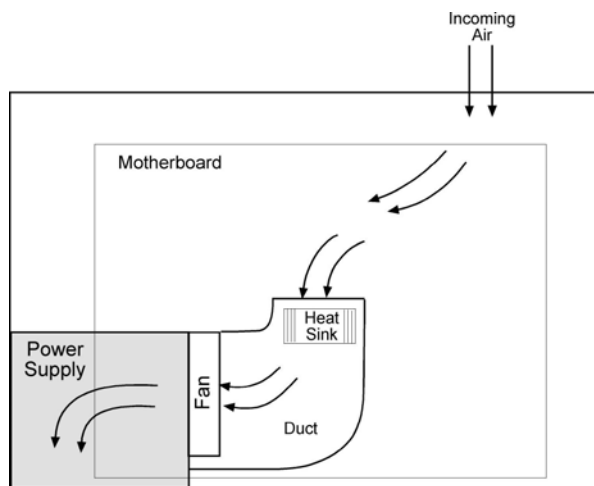 Incoming
Air
Motherboard
Heat
Sink
Power
Supply
Fan
Duct